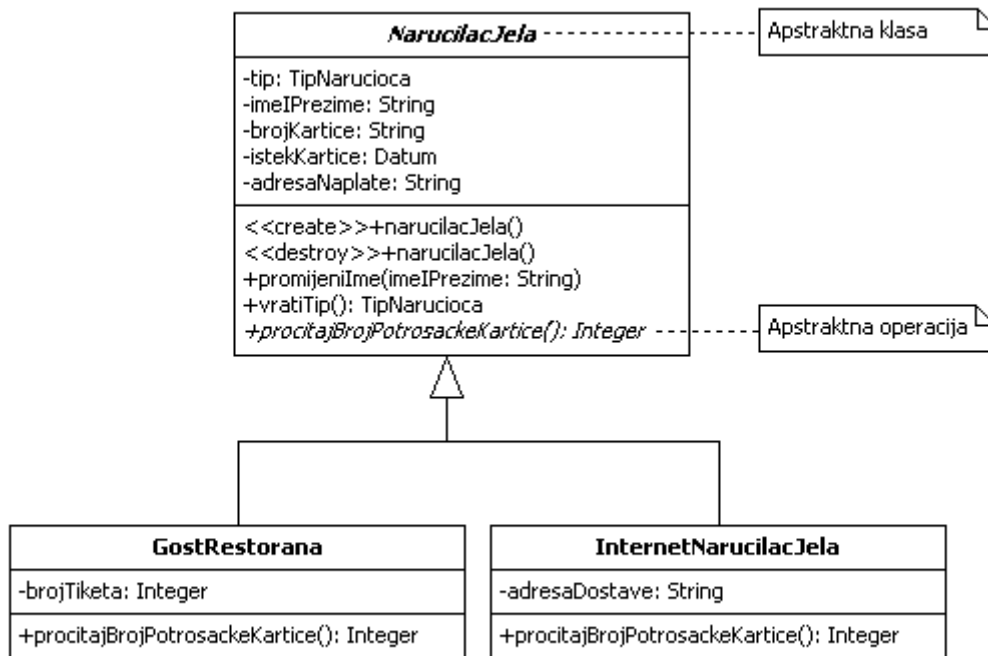 NarucilacJela
Apstraktna klasa
-tip: TipNarucioca
-imeIPrezime: String
-brojKartice: String
-istekKartice: Datum
-adresaNaplate: String
<<create>>+narucilacJela()
<<destroy>>+narucilacJela()
+promijeniIme(imeIPrezime: String)
+vratiTip(): TipNarucioca
+procitajBrojPotrosackeKartice(): Integer
Apstraktna operacija
GostRestorana
-brojTiketa: Integer
+procitajBrojPotrosackeKartice(): Integer
InternetNarucilacJela
-adresaDostave: String
+procitajBrojPotrosackeKartice(): Integer